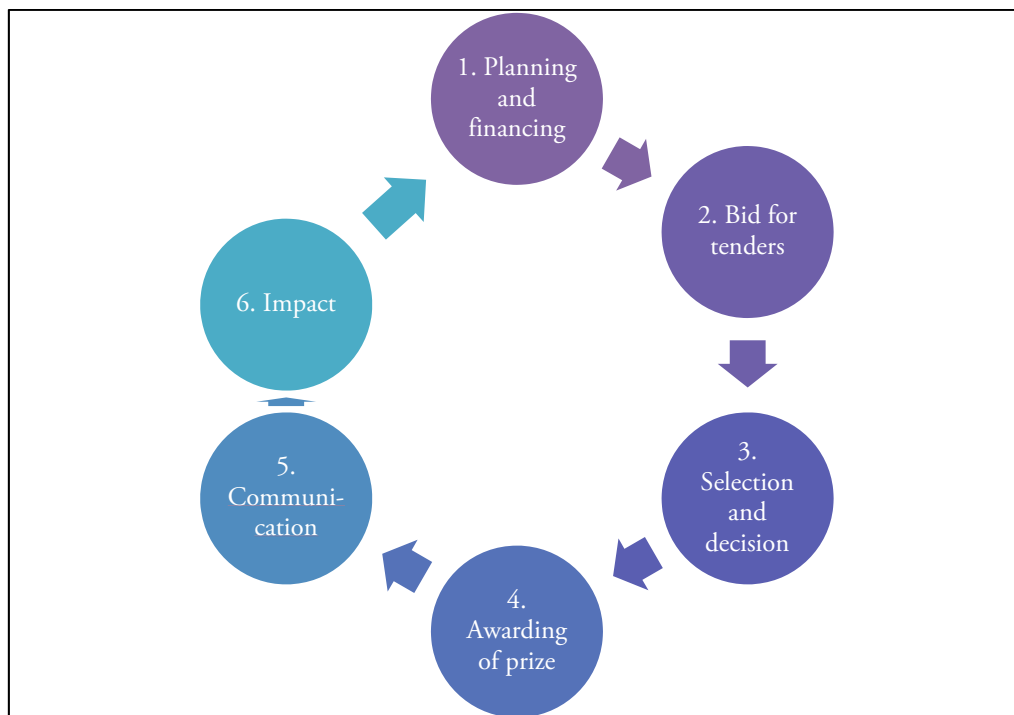 1. Planning
and
financing
2. Bid for
tenders
3.
Selection
and
decision
4.
Awarding
of prize
5.
Communi-
cation
6. Impact